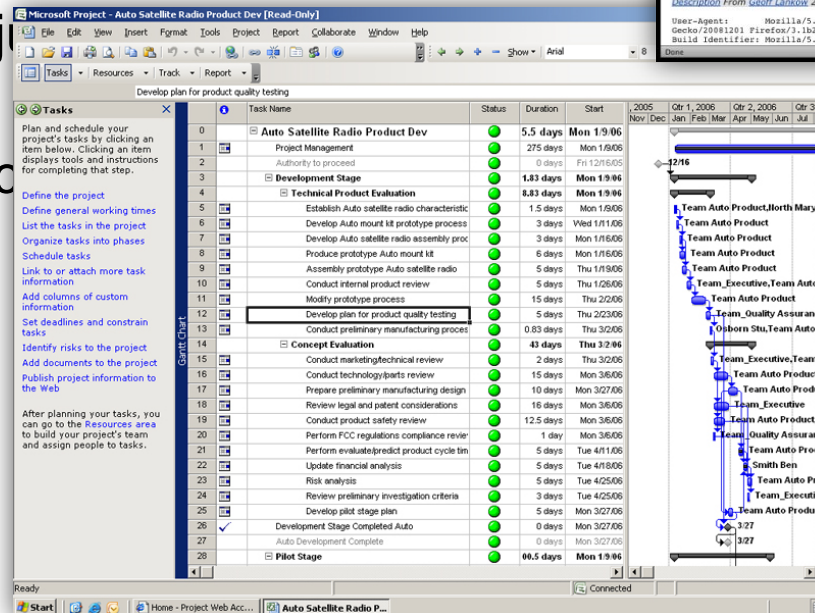 Microsoft Project - Auto Satellite Radio Product Dev [Read-Only]
File Edit View Insert Format Tools Project Report Collaborate Window Help
Show Arial 8
Tasks Resources Track Report
Develop plan for product quality testing
Description From Geoff Lankow
User-Agent: Mozilla/5.
Gecko/20081201 Firefox/3.1b2
Build Identifier: Mozilla/5.
Done
Tasks
Plan and schedule your
project's tasks by clicking an
item below. Clicking an item
displays tools and instructions
for completing that step.
Define the project
Define general working times
List the tasks in the project
Organize tasks into phases
Schedule tasks
Link to or attach more task
information
Add columns of custom
information
Set deadlines and constrain
tasks
Identify risks to the project
Add documents to the project
Publish project information to
the Web
After planning your tasks, you
can go to the Resources area
to build your project's team
and assign people to tasks.
Gantt Chart
Task Name Status Duration Start
0 Auto Satellite Radio Product Dev 5.5 days Mon 1/9/06
1 Project Management 275 days Mon 1/9/06
2 Authority to proceed 0 days Fri 12/16/05
3 Development Stage 1.83 days Mon 1/9/06
4 Technical Product Evaluation 8.83 days Mon 1/9/06
5 Establish Auto satellite radio characteristic 1.5 days Mon 1/9/06
6 Develop Auto mount kit prototype process 3 days Wed 1/11/06
7 Develop Auto satellite radio assembly proc 3 days Mon 1/16/06
8 Produce prototype Auto mount kit 6 days Mon 1/16/06
9 Assembly prototype Auto satellite radio 5 days Thu 1/19/06
10 Conduct internal product review 5 days Thu 1/26/06
11 Modify prototype process 15 days Thu 2/2/06
12 Develop plan for product quality testing 5 days Thu 2/23/06
13 Conduct preliminary manufacturing proces 0.83 days Thu 3/2/06
14 Concept Evaluation 43 days Thu 3/2/06
15 Conduct marketing/technical review 2 days Thu 3/2/06
16 Conduct technology/parts review 15 days Mon 3/6/06
17 Prepare preliminary manufacturing design 10 days Mon 3/27/06
18 Review legal and patent considerations 16 days Mon 3/6/06
19 Conduct product safety review 12.5 days Mon 3/6/06
20 Perform FCC regulations compliance review 1 day Mon 3/6/06
21 Perform evaluate/predict product cycle tim 5 days Tue 4/11/06
22 Update financial analysis 5 days Tue 4/18/06
23 Risk analysis 5 days Tue 4/25/06
24 Review preliminary investigation criteria 3 days Tue 4/25/06
25 Develop pilot stage plan 5 days Mon 3/27/06
26 Development Stage Completed Auto 0 days Mon 3/27/06
27 Auto Development Complete 0 days Mon 3/27/06
28 Pilot Stage 00.5 days Mon 1/9/06
, 2005 Qtr 1, 2006 Qtr 2, 2006 Qtr 3
Nov Dec Jan Feb Mar Apr May Jun Jul
12/16
Team Auto Product,North Mary
Team Auto Product
Team Auto Product
Team Auto Product
Team Auto Product
Team_Executive,Team Auto
Team Auto Product
Team_Quality Assuran
Osborn Stu,Team Auto
Team_Executive,Team
Team Auto Product
Team Auto Prod
Team_Executive
Team Auto Product
Team_Quality Assuran
Team Auto Pro
Smith Ben
Team Auto Pr
Team_Executi
Team Auto Produ
3/27
3/27
Ready
Connected
Start Home - Project Web Acc... Auto Satellite Radio P...